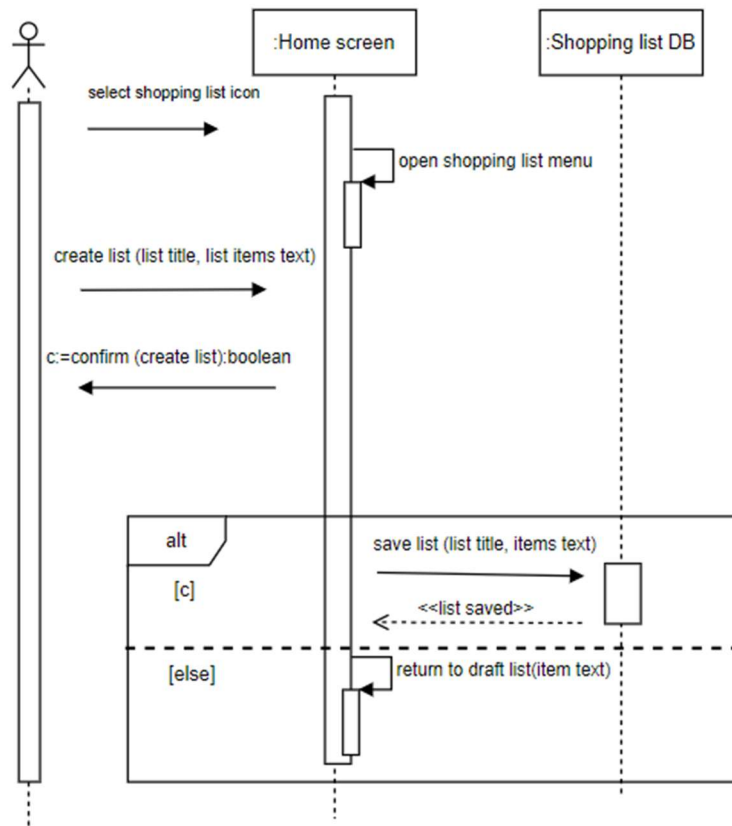 :Home screen
:Shopping list DB
select shopping list icon
open shopping list menu
create list (list title, list items text)
c:=confirm (create list):boolean
alt
save list (list title, items text)
[c]
<<list saved>>
[else]
return to draft list(item text)